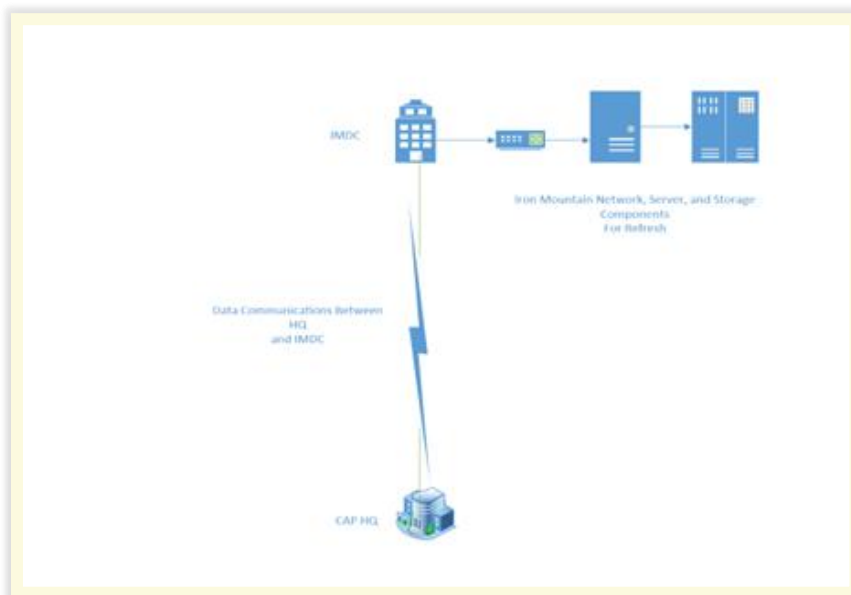 IMDC
Iron Mountain Network, Server, and Storage
Components
For Refresh
Data Communications Between
HQ
and IMDC
CAP HQ